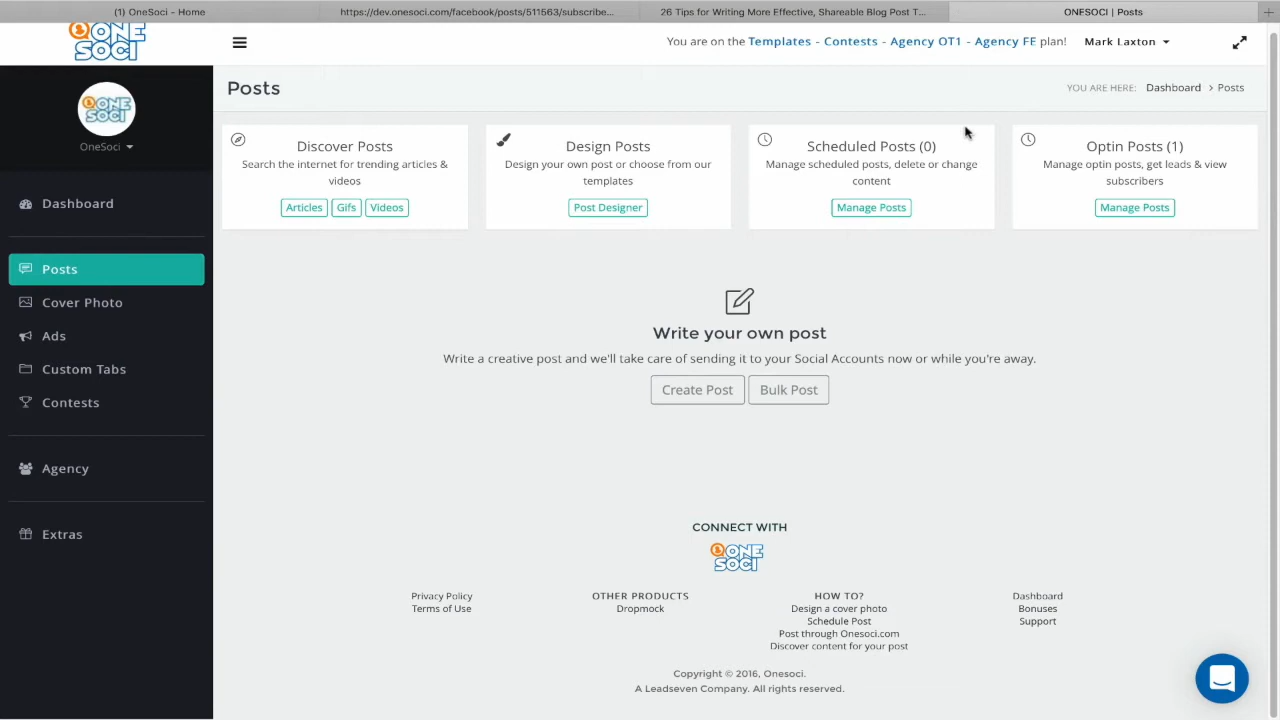 (1) OneSoci - Home
https://dev.onesoci.com/facebook/posts/511563/subscribe...
26 Tips for Writing More Effective, Shareable Blog Post T...
ONESOCI | Posts
ONE
SOCI
You are on the Templates - Contests - Agency OT1 - Agency FE plan!
Mark Laxton
ONE
SOCI
OneSoci
Dashboard
Posts
Cover Photo
Ads
Custom Tabs
Contests
Agency
Extras
Posts
YOU ARE HERE: Dashboard > Posts
Discover Posts
Search the internet for trending articles &
videos
Articles Gifs Videos
Design Posts
Design your own post or choose from our
templates
Post Designer
Scheduled Posts (0)
Manage scheduled posts, delete or change
content
Manage Posts
Optin Posts (1)
Manage optin posts, get leads & view
subscribers
Manage Posts
Write your own post
Write a creative post and we'll take care of sending it to your Social Accounts now or while you're away.
Create Post Bulk Post
CONNECT WITH
ONE
SOCI
Privacy Policy
Terms of Use
OTHER PRODUCTS
Dropmock
HOW TO?
Design a cover photo
Schedule Post
Post through Onesoci.com
Discover content for your post
Dashboard
Bonuses
Support
Copyright © 2016, Onesoci.
A Leadseven Company. All rights reserved.